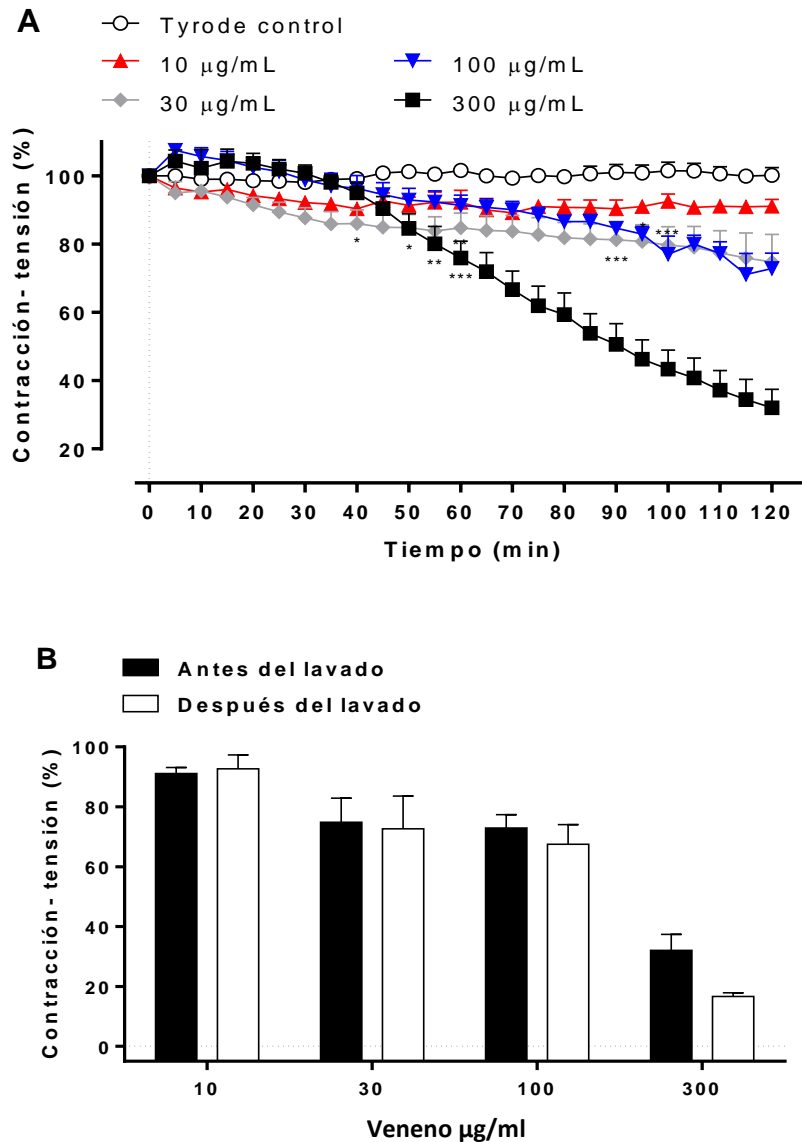 A
Tyrode control
10 µg/mL
100 µg/mL
30 µg/mL
300 µg/mL
Contracción- tensión (%)
100
80
60
40
20
*
*
**
**
***
***
*
***
0 10 20 30 40 50 60 70 80 90 100 110 120
Tiempo (min)
B
Antes del lavado
Después del lavado
Contracción- tensión (%)
100
80
60
40
20
0
10 30 100 300
Veneno µg/ml